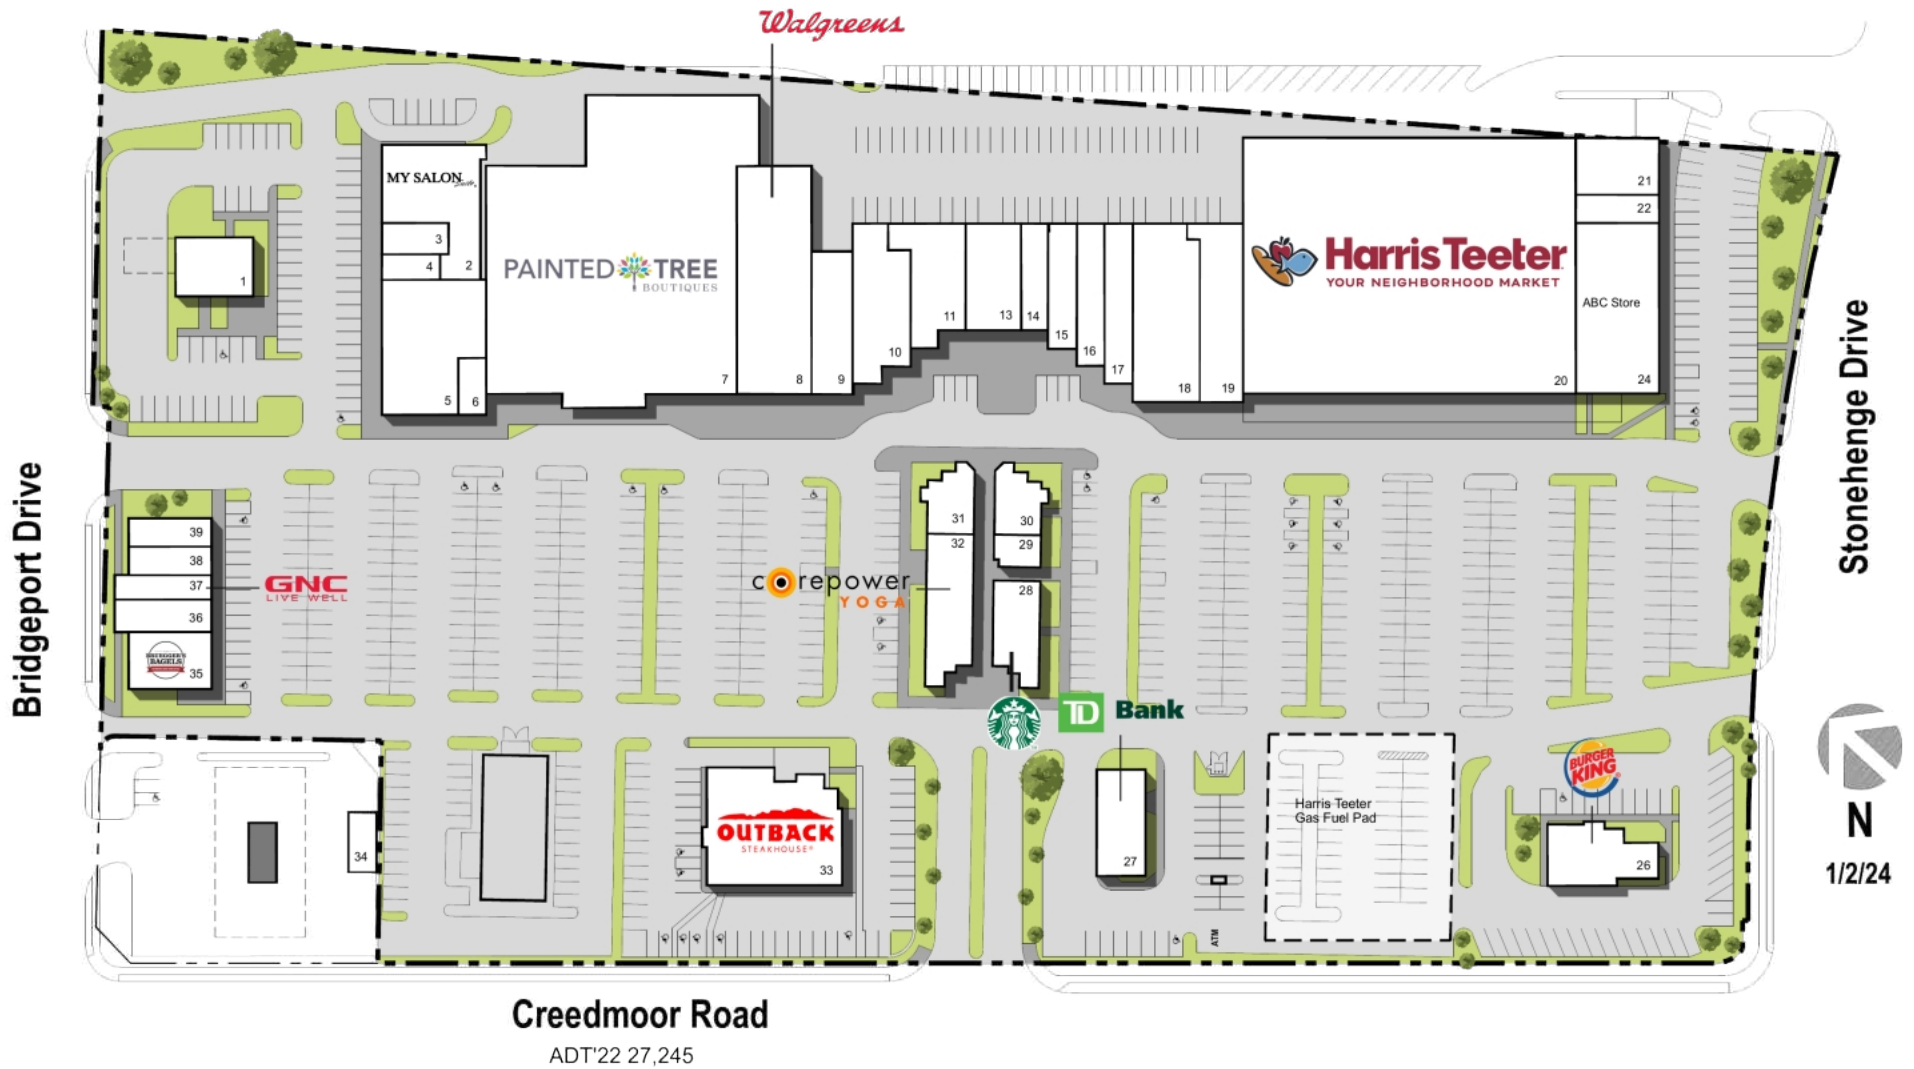 Walgreens
MY SALON
Suite
3
4
2
1
PAINTED TREE
BOUTIQUES
5
6
7
8
9
10
11
13
14
15
16
17
18
19
Harris Teeter
YOUR NEIGHBORHOOD MARKET
20
21
22
ABC Store
24
Bridgeport Drive
Stonehenge Drive
39
38
37
36
35
GNC
LIVE WELL
BRUEGGER'S
BAGELS
corepower
YOGA
31
32
30
29
28
TD Bank
34
OUTBACK
STEAKHOUSE®
33
27
ATM
Harris Teeter
Gas Fuel Pad
BURGER
KING
26
N
1/2/24
Creedmoor Road
ADT'22 27,245